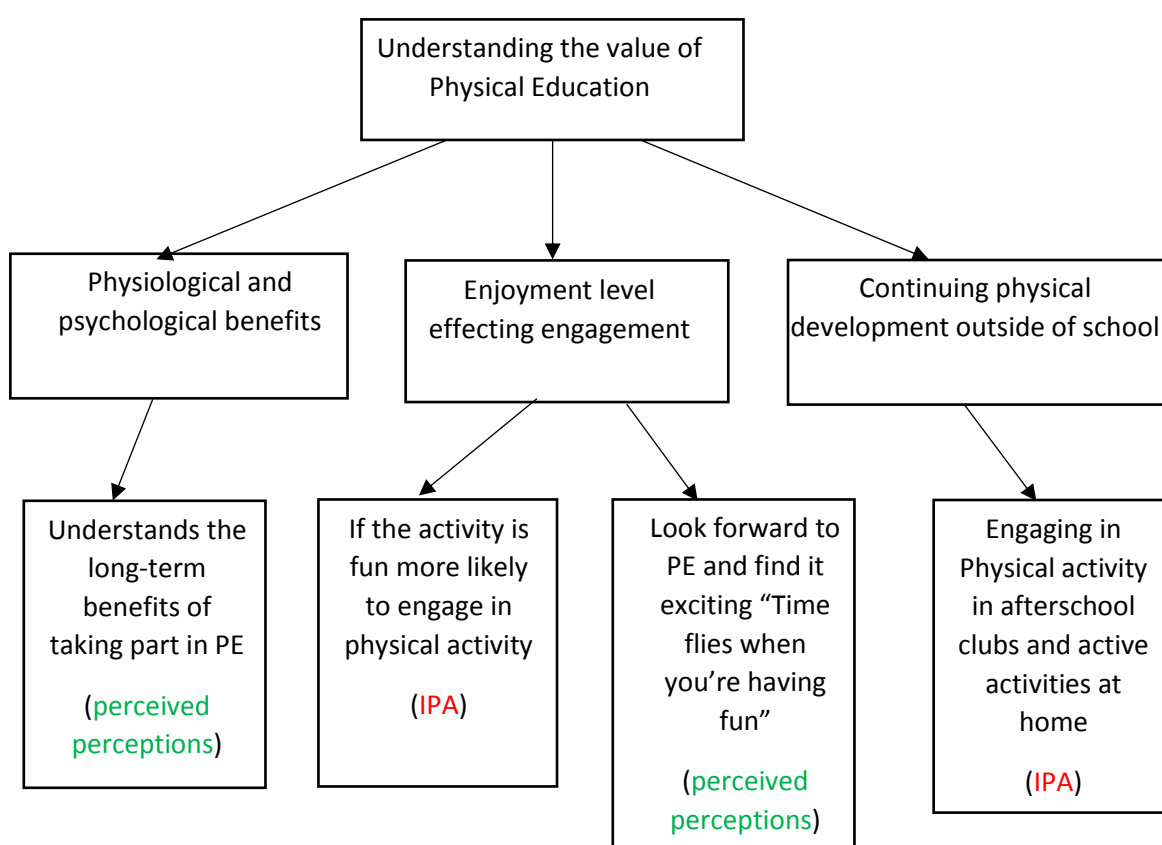 Understanding the value of
Physical Education
Physiological and
psychological benefits
Enjoyment level
effecting engagement
Continuing physical
development outside of school
Understands the
long-term
benefits of
taking part in PE
(perceived
perceptions)
If the activity is
fun more likely
to engage in
physical activity
(IPA)
Look forward to
PE and find it
exciting “Time
flies when
you’re having
fun”
(perceived
perceptions)
Engaging in
Physical activity
in afterschool
clubs and active
activities at
home
(IPA)